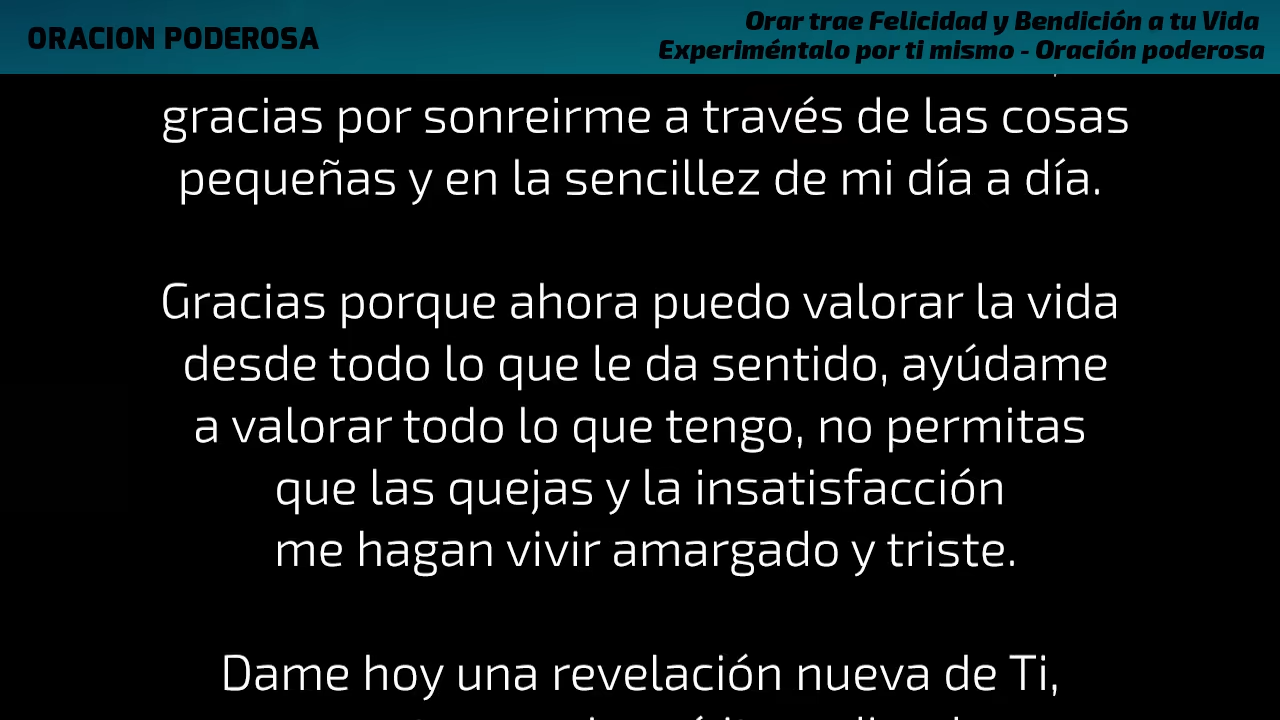 ORACION PODEROSA
Orar trae Felicidad y Bendición a tu Vida
Experiméntalo por ti mismo - Oración poderosa
gracias por sonreirme a través de las cosas
pequeñas y en la sencillez de mi día a día.
Gracias porque ahora puedo valorar la vida
desde todo lo que le da sentido, ayúdame
a valorar todo lo que tengo, no permitas
que las quejas y la insatisfacción
me hagan vivir amargado y triste.
Dame hoy una revelación nueva de Ti,